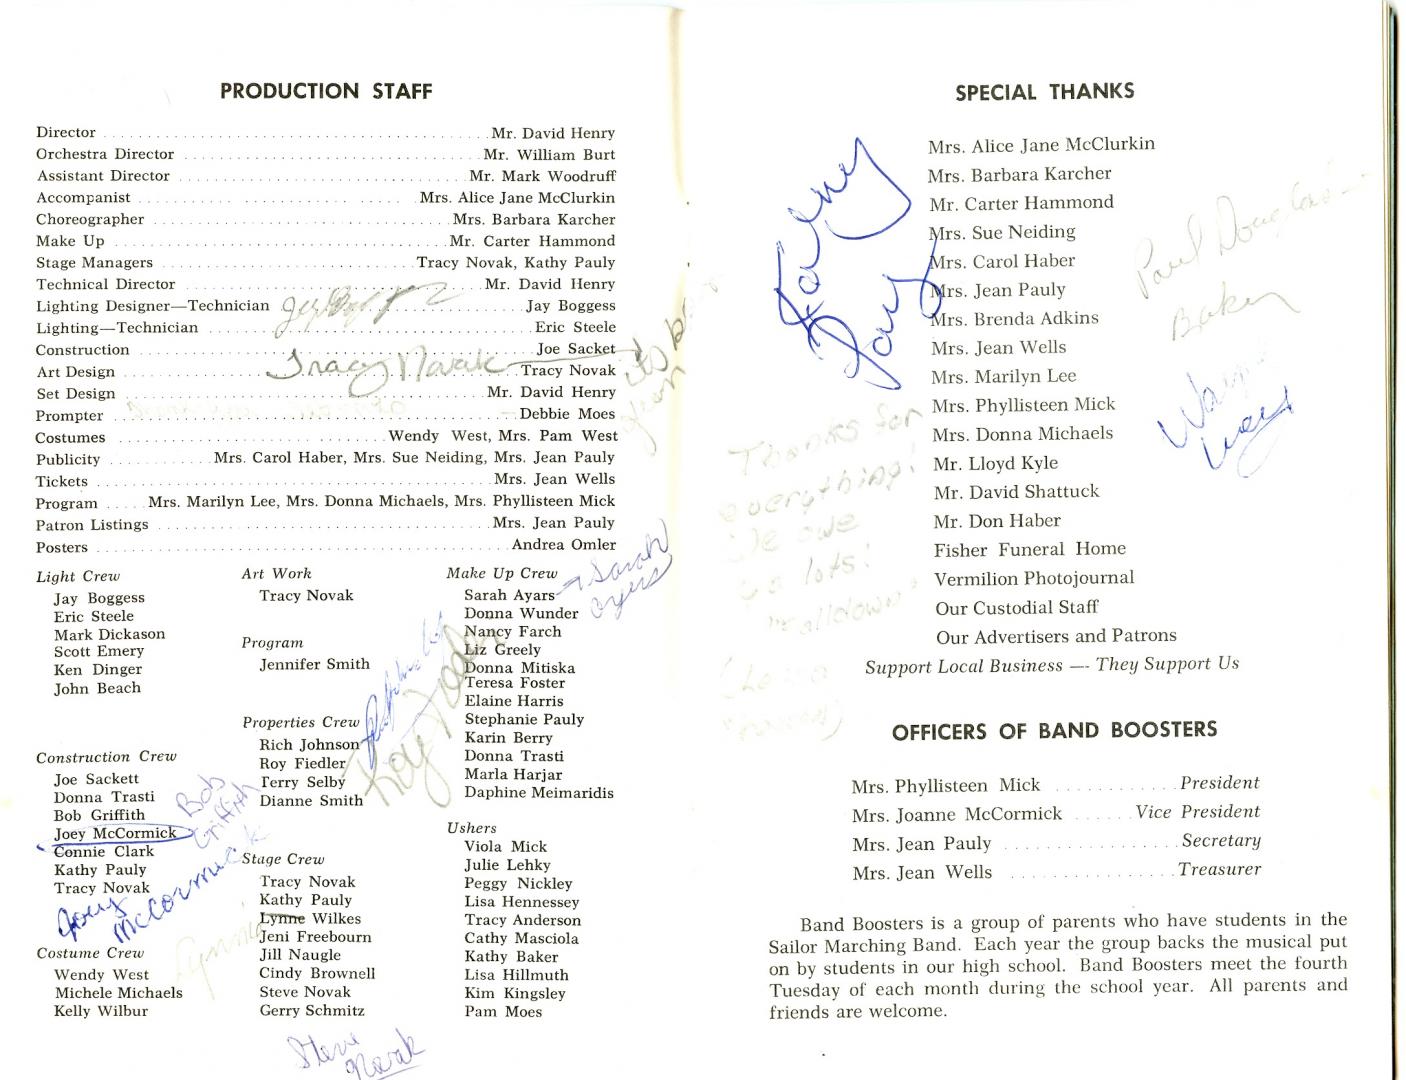 PRODUCTION STAFF
Director ........ Mr. David Henry
Orchestra Director ........ Mr. William Burt
Assistant Director ........ Mr. Mark Woodruff
Accompanist ........ Mrs. Alice Jane McClurkin
Choreographer ........ Mrs. Barbara Karcher
Make Up ........ Mr. Carter Hammond
Stage Managers ........ Tracy Novak, Kathy Pauly
Technical Director ........ Mr. David Henry
Lighting Designer—Technician ........ Jay Boggess
Lighting—Technician ........ Eric Steele
Construction ........ Joe Sacket
Tracy Novak
Art Design ........ Tracy Novak
Set Design ........ Mr. David Henry
Prompter ........ Debbie Moes
Costumes ........ Wendy West, Mrs. Pam West
Publicity ........ Mrs. Carol Haber, Mrs. Sue Neiding, Mrs. Jean Pauly
Tickets ........ Mrs. Jean Wells
Program ..... Mrs. Marilyn Lee, Mrs. Donna Michaels, Mrs. Phyllisteen Mick
Patron Listings ........ Mrs. Jean Pauly
Posters ........ Andrea Omler
Light Crew
Jay Boggess
Eric Steele
Mark Dickason
Scott Emery
Ken Dinger
John Beach
Construction Crew
Joe Sackett
Donna Trasti
Bob Griffith
Joey McCormick
Connie Clark
Kathy Pauly
Tracy Novak
Bob
Griffith
Joey
McCormick
Costume Crew
Wendy West
Michele Michaels
Kelly Wilbur
Art Work
Tracy Novak
Program
Jennifer Smith
Properties Crew
Rich Johnson
Roy Fiedler
Terry Selby
Dianne Smith
Roy
Stage Crew
Tracy Novak
Kathy Pauly
Lynne Wilkes
Jeni Freebourn
Jill Naugle
Cindy Brownell
Steve Novak
Gerry Schmitz
Steve
Novak
Make Up Crew
Sarah Ayars
Donna Wunder
Nancy Farch
Liz Greely
Donna Mitiska
Teresa Foster
Elaine Harris
Stephanie Pauly
Karin Berry
Donna Trasti
Marla Harjar
Daphine Meimaridis
Sarah
Ayers
Ushers
Viola Mick
Julie Lehky
Peggy Nickley
Lisa Hennessey
Tracy Anderson
Cathy Masciola
Kathy Baker
Lisa Hillmuth
Kim Kingsley
Pam Moes
SPECIAL THANKS
Mrs. Alice Jane McClurkin
Mrs. Barbara Karcher
Mr. Carter Hammond
Mrs. Sue Neiding
Mrs. Carol Haber
Mrs. Jean Pauly
Mrs. Brenda Adkins
Mrs. Jean Wells
Mrs. Marilyn Lee
Mrs. Phyllisteen Mick
Mrs. Donna Michaels
Mr. Lloyd Kyle
Mr. David Shattuck
Mr. Don Haber
Fisher Funeral Home
Vermilion Photojournal
Our Custodial Staff
Our Advertisers and Patrons
Support Local Business — They Support Us
Paul Douglas
Baker
Thanks for
everything!
We owe
lots!
OFFICERS OF BAND BOOSTERS
Mrs. Phyllisteen Mick ........ President
Mrs. Joanne McCormick ...... Vice President
Mrs. Jean Pauly ........ Secretary
Mrs. Jean Wells ........ Treasurer
Band Boosters is a group of parents who have students in the
Sailor Marching Band. Each year the group backs the musical put
on by students in our high school. Band Boosters meet the fourth
Tuesday of each month during the school year. All parents and
friends are welcome.